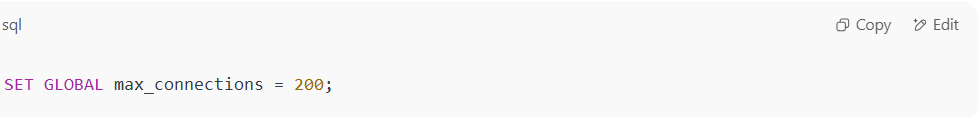 sql Copy Edit
SET GLOBAL max_connections = 200;